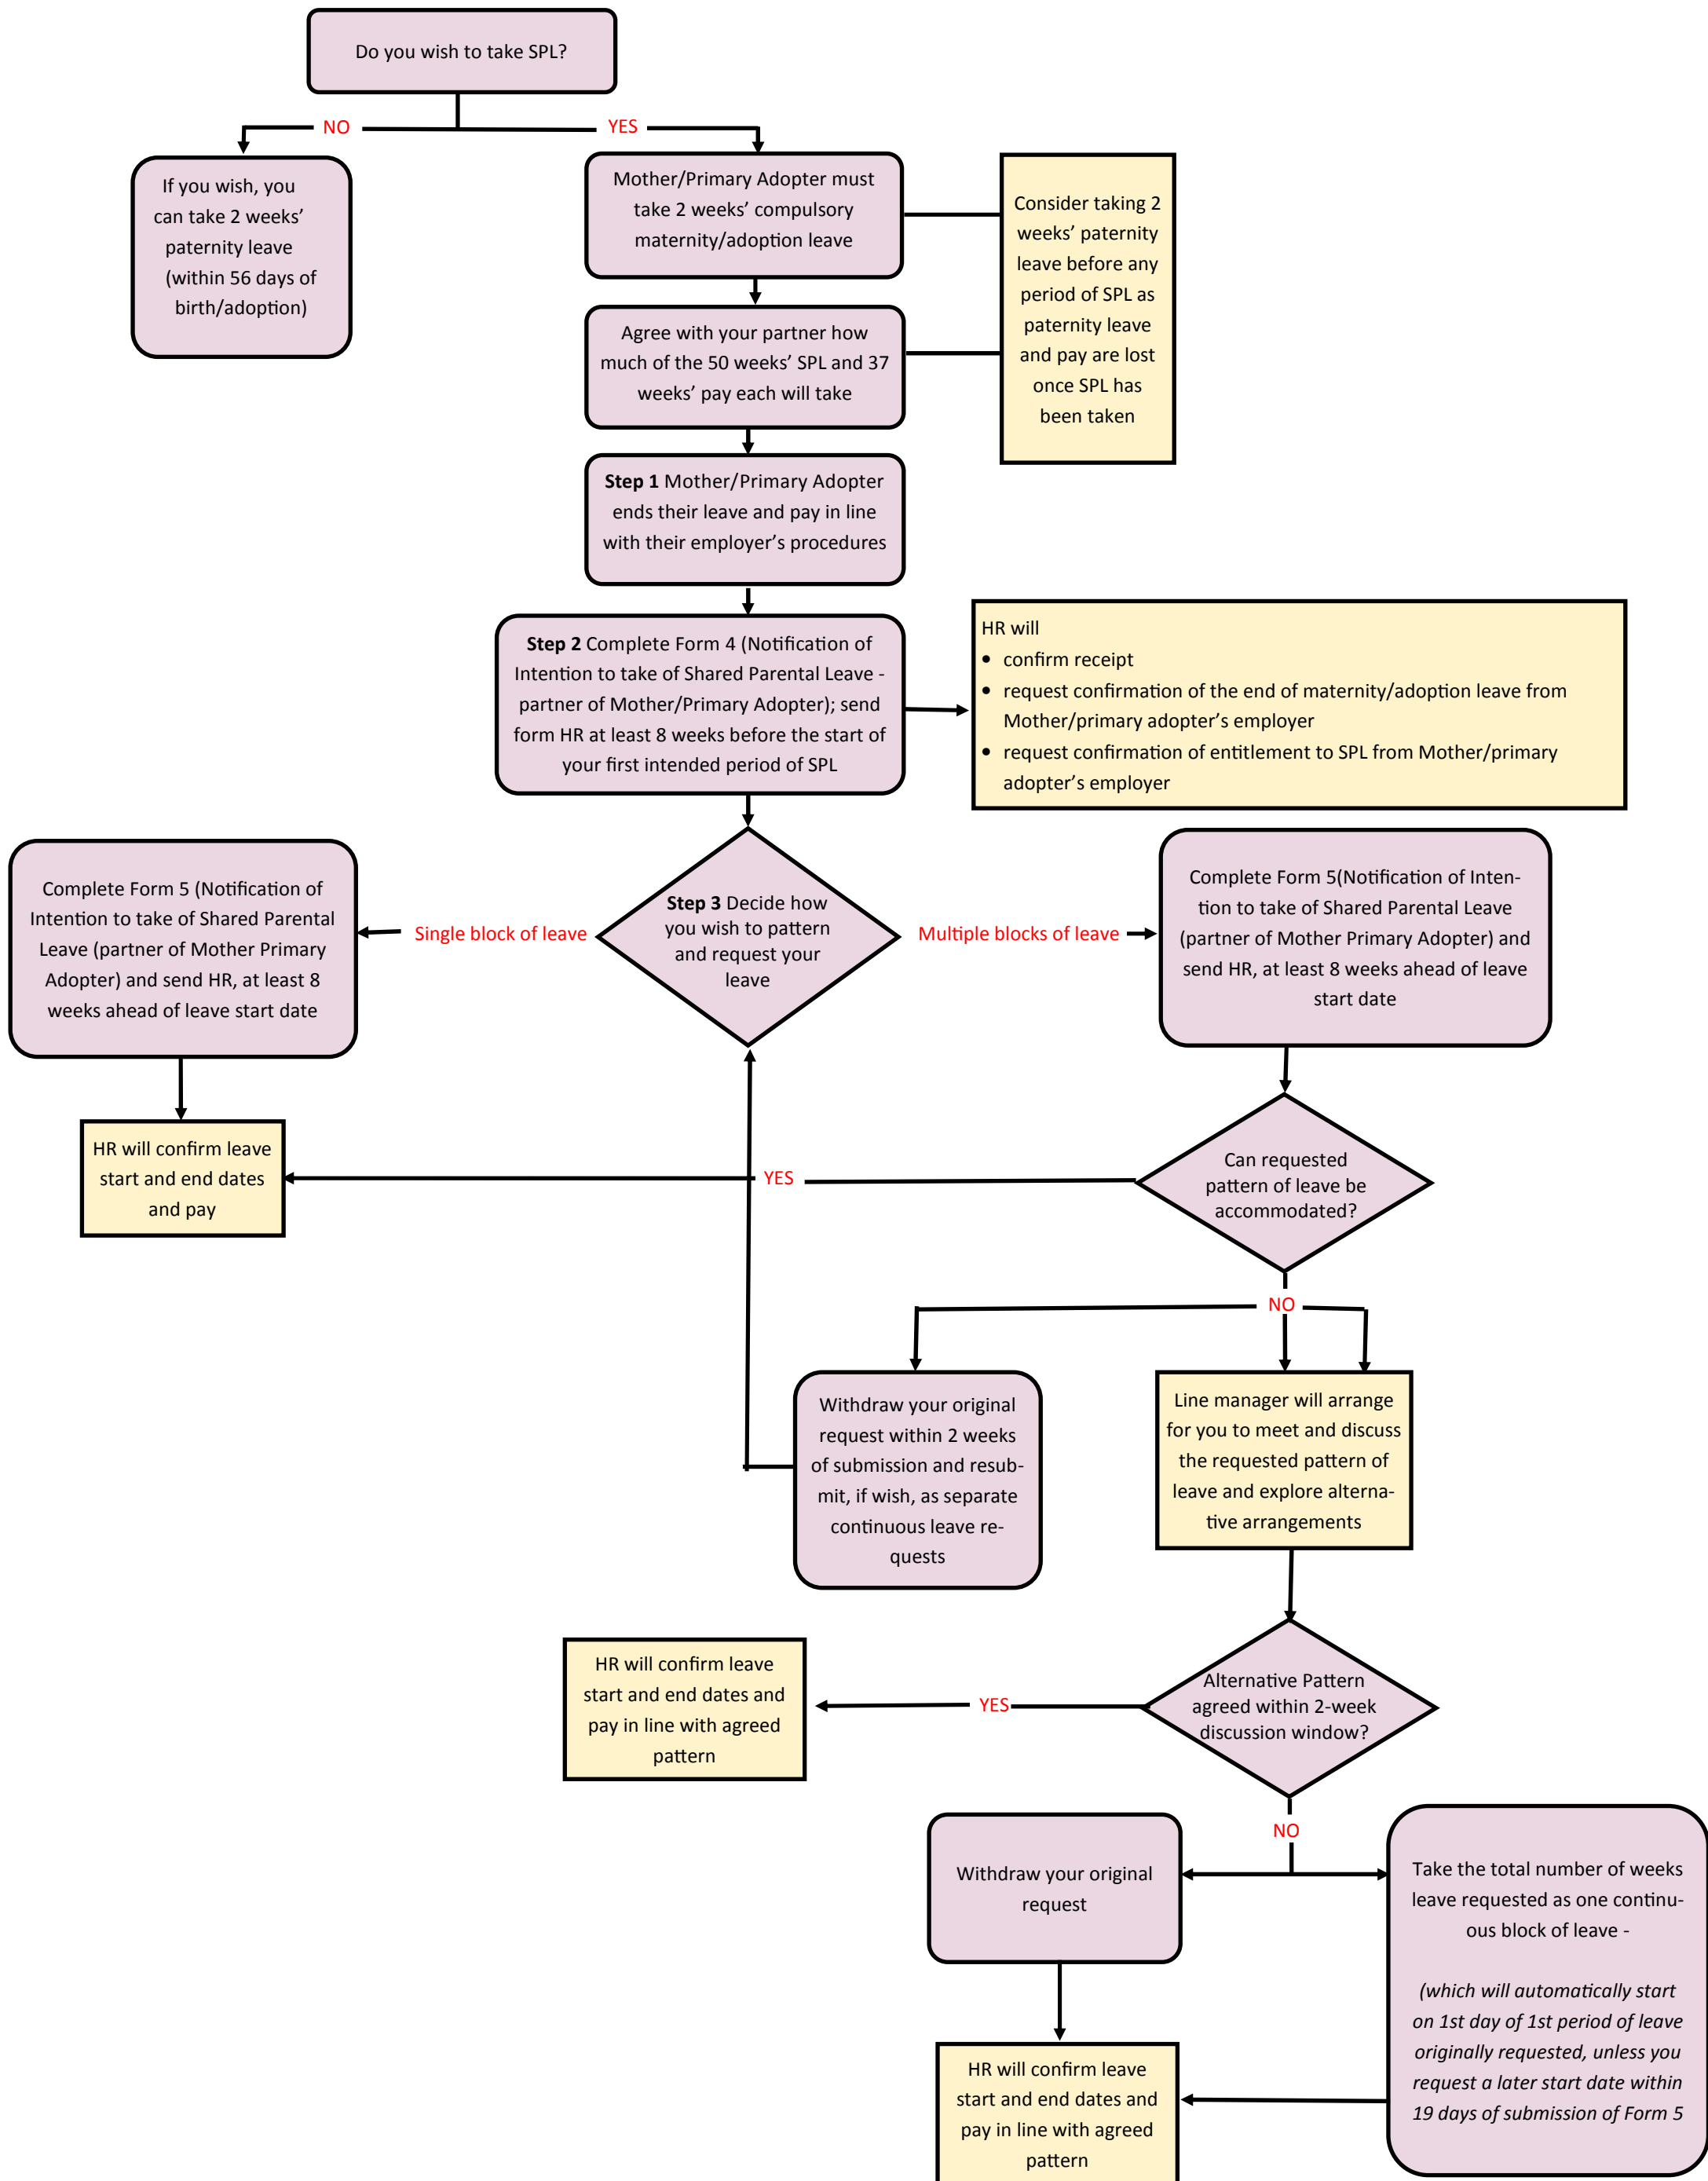 Do you wish to take SPL?
NO
YES
If you wish, you
can take 2 weeks’
paternity leave
(within 56 days of
birth/adoption)
Mother/Primary Adopter must
take 2 weeks’ compulsory
maternity/adoption leave
Consider taking 2
weeks’ paternity
leave before any
period of SPL as
paternity leave
and pay are lost
once SPL has
been taken
Agree with your partner how
much of the 50 weeks’ SPL and 37
weeks’ pay each will take
Step 1 Mother/Primary Adopter
ends their leave and pay in line
with their employer’s procedures
Step 2 Complete Form 4 (Notification of
Intention to take of Shared Parental Leave -
partner of Mother/Primary Adopter); send
form HR at least 8 weeks before the start of
your first intended period of SPL
HR will
• confirm receipt
• request confirmation of the end of maternity/adoption leave from
Mother/primary adopter’s employer
• request confirmation of entitlement to SPL from Mother/primary
adopter’s employer
Complete Form 5 (Notification of
Intention to take of Shared Parental
Leave (partner of Mother Primary
Adopter) and send HR, at least 8
weeks ahead of leave start date
Single block of leave
Step 3 Decide how
you wish to pattern
and request your
leave
Multiple blocks of leave
Complete Form 5(Notification of Inten-
tion to take of Shared Parental Leave
(partner of Mother Primary Adopter) and
send HR, at least 8 weeks ahead of leave
start date
HR will confirm leave
start and end dates
and pay
YES
Can requested
pattern of leave be
accommodated?
NO
Withdraw your original
request within 2 weeks
of submission and resub-
mit, if wish, as separate
continuous leave re-
quests
Line manager will arrange
for you to meet and discuss
the requested pattern of
leave and explore alterna-
tive arrangements
HR will confirm leave
start and end dates and
pay in line with agreed
pattern
YES
Alternative Pattern
agreed within 2-week
discussion window?
NO
Withdraw your original
request
Take the total number of weeks
leave requested as one continu-
ous block of leave -
(which will automatically start
on 1st day of 1st period of leave
originally requested, unless you
request a later start date within
19 days of submission of Form 5
HR will confirm leave
start and end dates and
pay in line with agreed
pattern